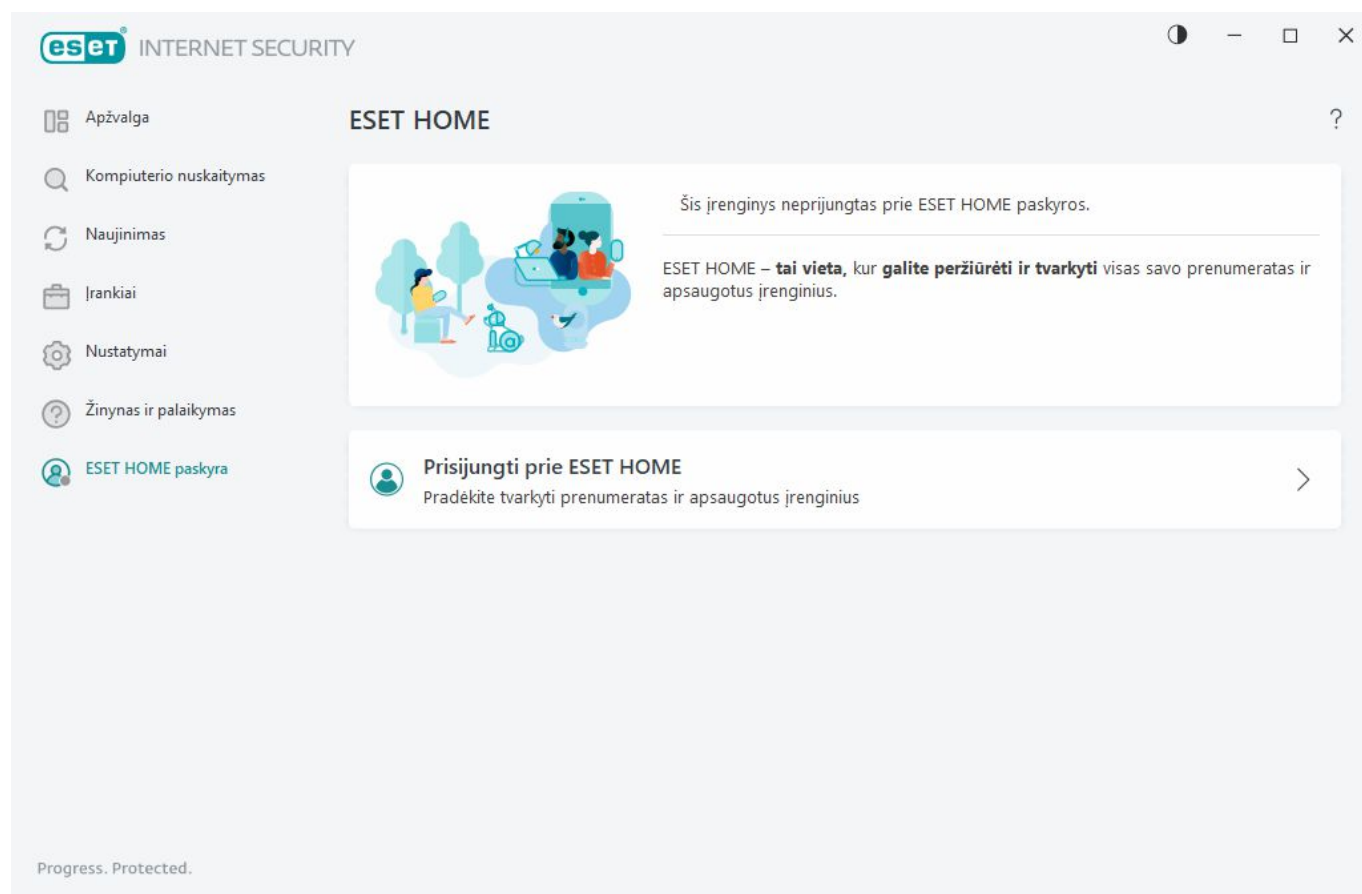 eset® INTERNET SECURITY
Apžvalga
Kompiuterio nuskaitymas
Naujinimas
Įrankiai
Nustatymai
Žinynas ir palaikymas
ESET HOME paskyra
ESET HOME
?
Šis įrenginys neprijungtas prie ESET HOME paskyros.
ESET HOME – tai vieta, kur galite peržiūrėti ir tvarkyti visas savo prenumeratas ir
apsaugotus įrenginius.
Prisijungti prie ESET HOME
Pradėkite tvarkyti prenumeratas ir apsaugotus įrenginius
Progress. Protected.